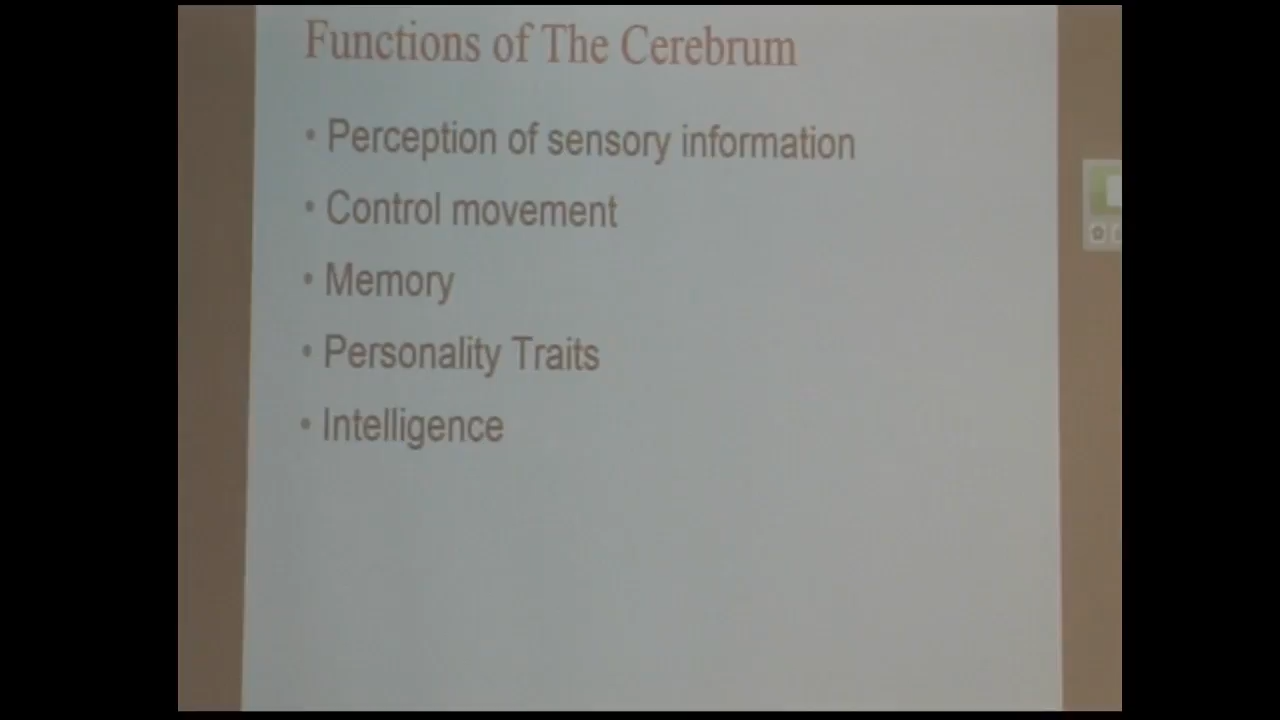 Functions of The Cerebrum
• Perception of sensory information
• Control movement
• Memory
• Personality Traits
• Intelligence